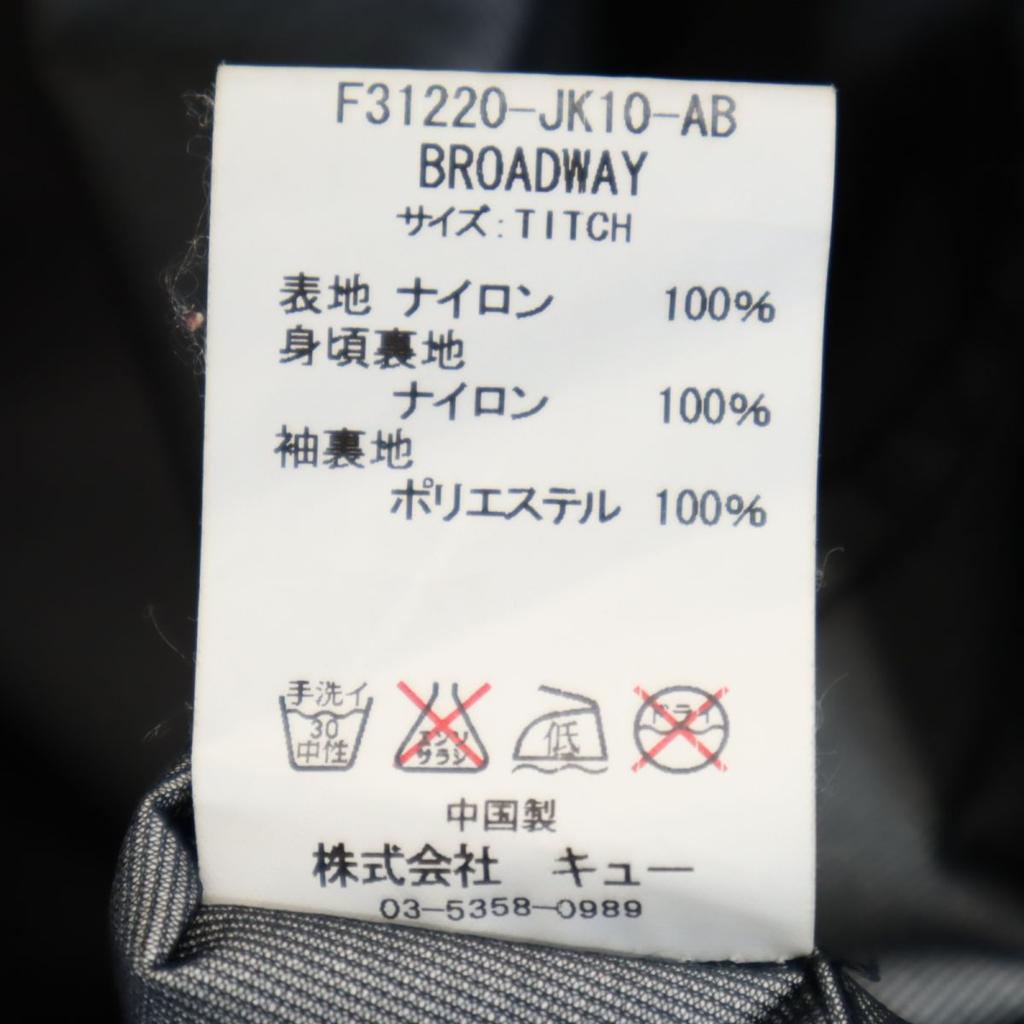 F31220-JK10-AB
BROADWAY
サイズ:TITCH
表地 ナイロン 100%
身頃裏地
ナイロン 100%
袖裏地
ポリエステル 100%
手洗イ
30
中性
エンソ
サラシ
低
ドライ
中国製
株式会社 キュー
03-5358-0989